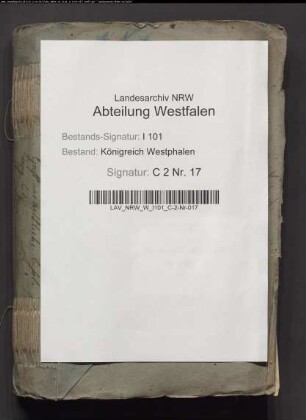 Landesarchiv NRW
Abteilung Westfalen
Bestands-Signatur: I 101
Bestand: Königreich Westphalen
Signatur: C 2 Nr. 17
LAV_NRW_W_I101_C-2-Nr-017